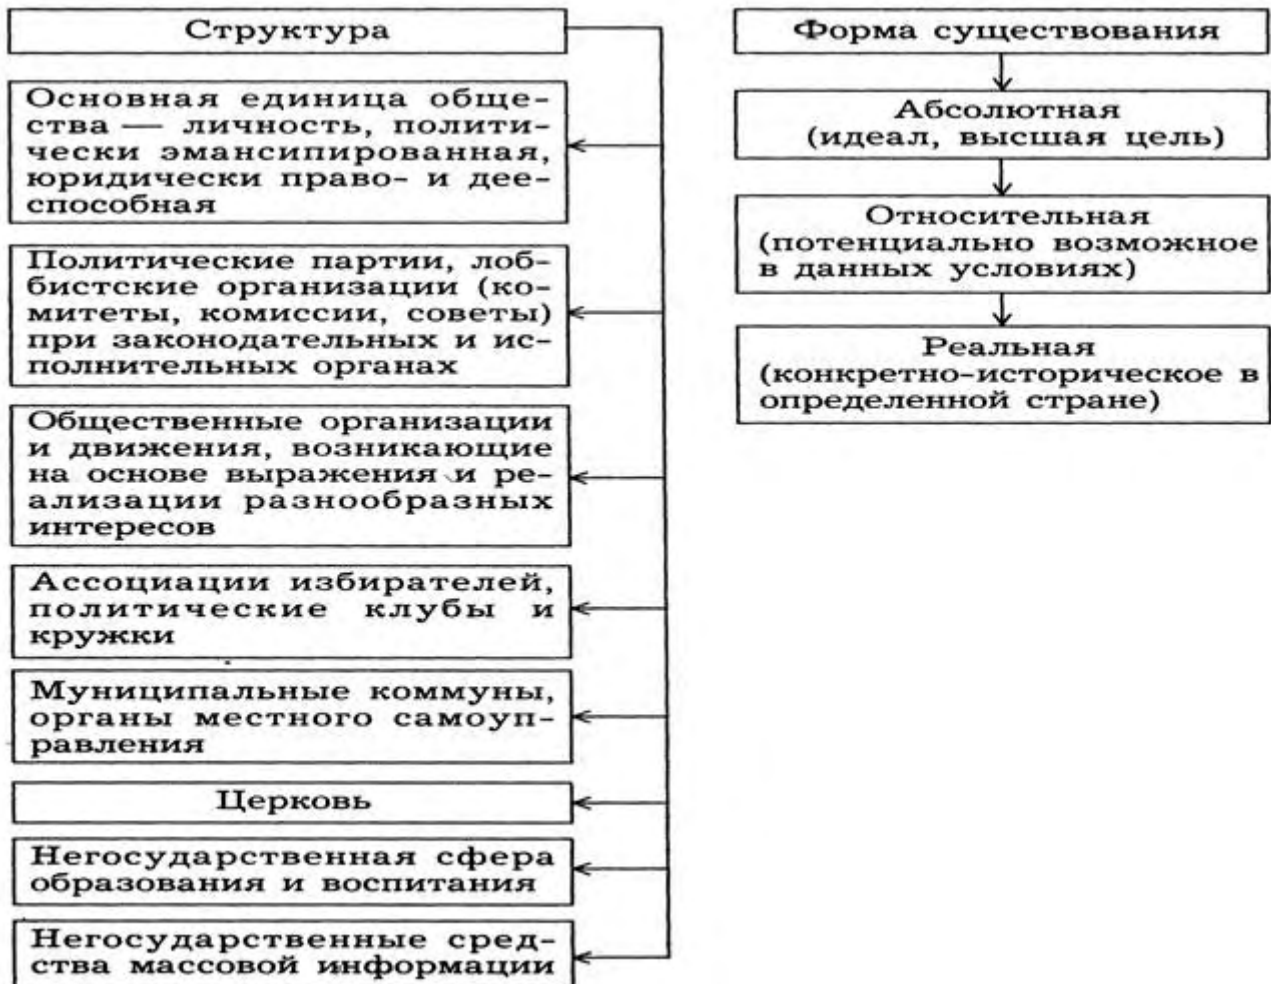 Структура
Основная единица обще-
ства — личность, полити-
чески эмансипированная,
юридически право- и дее-
способная
Политические партии, лоб-
бистские организации (ко-
митеты, комиссии, советы)
при законодательных и ис-
полнительных органах
Общественные организации
и движения, возникающие
на основе выражения и ре-
ализации разнообразных
интересов
Ассоциации избирателей,
политические клубы и
кружки
Муниципальные коммуны,
органы местного самоуп-
равления
Церковь
Негосударственная сфера
образования и воспитания
Негосударственные сред-
ства массовой информации
Форма существования
Абсолютная
(идеал, высшая цель)
Относительная
(потенциально возможное
в данных условиях)
Реальная
(конкретно-историческое в
определенной стране)